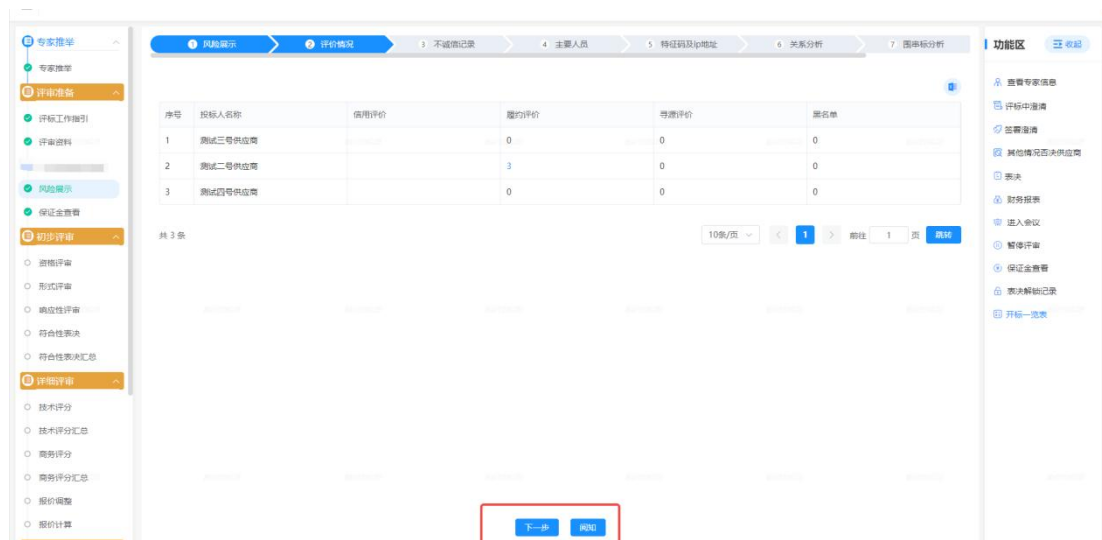 专家推举
专家推举
评审准备
评标工作指引
评审资料
风险展示
保证金查看
初步评审
资格评审
形式评审
响应性评审
符合性表决
符合性表决汇总
详细评审
技术评分
技术评分汇总
商务评分
商务评分汇总
报价调整
报价计算
1 风险展示 2 评价情况 3 不诚信记录 4 主要人员 5 特征码及ip地址 6 关系分析 7 围串标分析
序号 投标人名称 信用评价 履约评价 寻源评价 黑名单
1 测试三号供应商 0 0 0
2 测试二号供应商 3 0 0
3 测试四号供应商 0 0 0
共 3 条 10条/页 1 前往 1 页 跳转
下一步 阅知
功能区 收起
查看专家信息
评标中澄清
签署澄清
其他情况否决供应商
表决
财务报表
进入会议
暂停评审
保证金查看
表决解锁记录
开标一览表